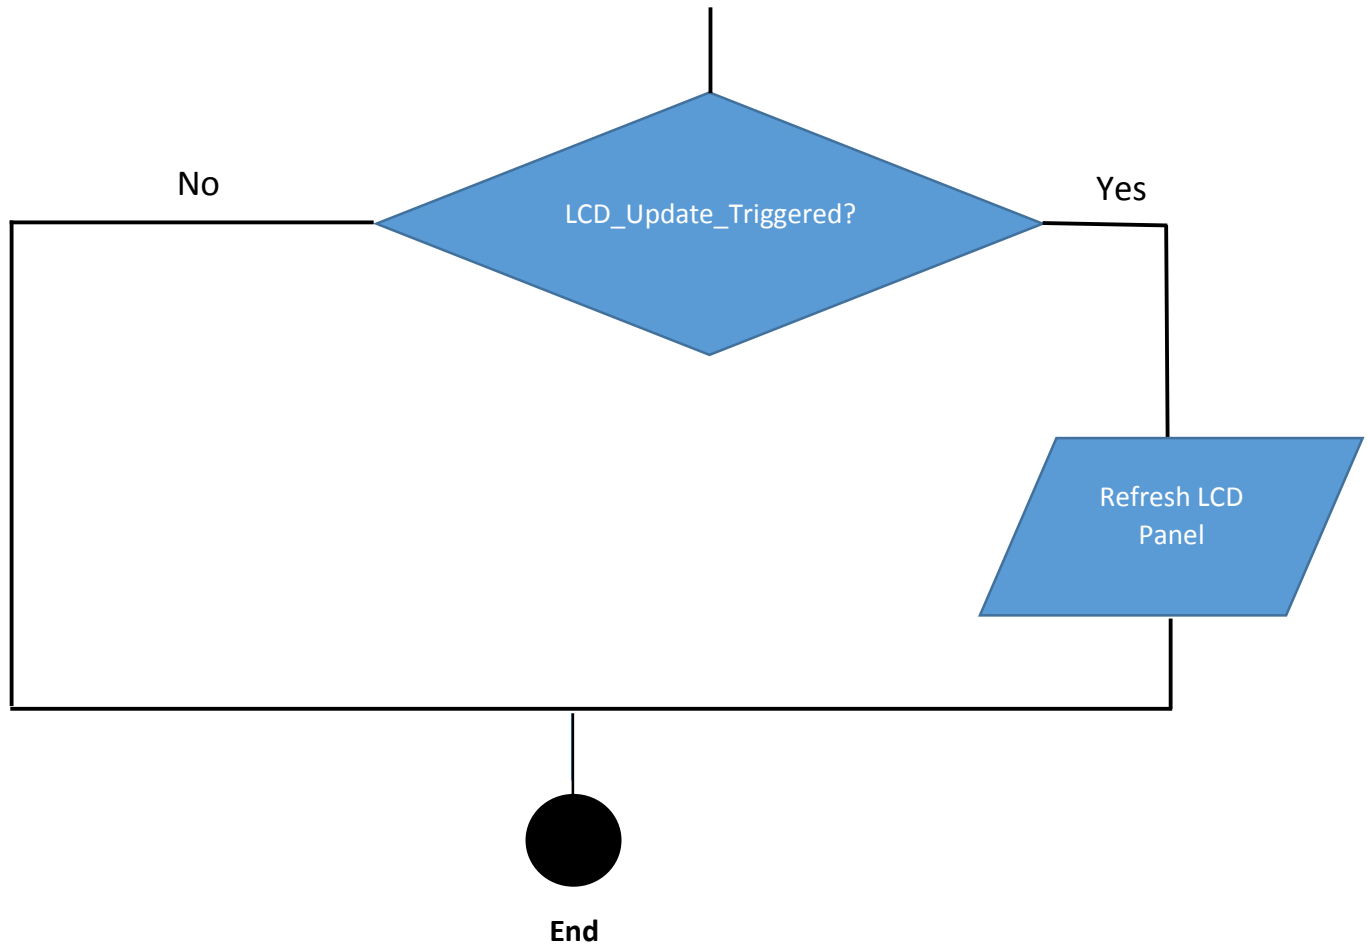 No
LCD_Update_Triggered?
Yes
Refresh LCD
Panel
End